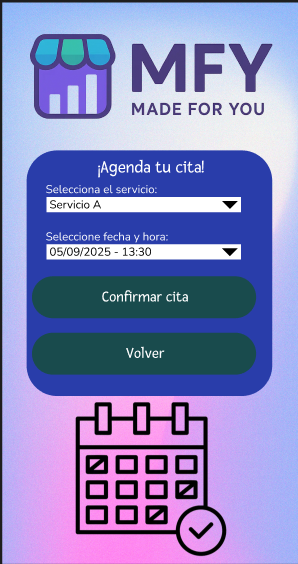 MFY
MADE FOR YOU
¡Agenda tu cita!
Selecciona el servicio:
Servicio A
Seleccione fecha y hora:
05/09/2025 - 13:30
Confirmar cita
Volver